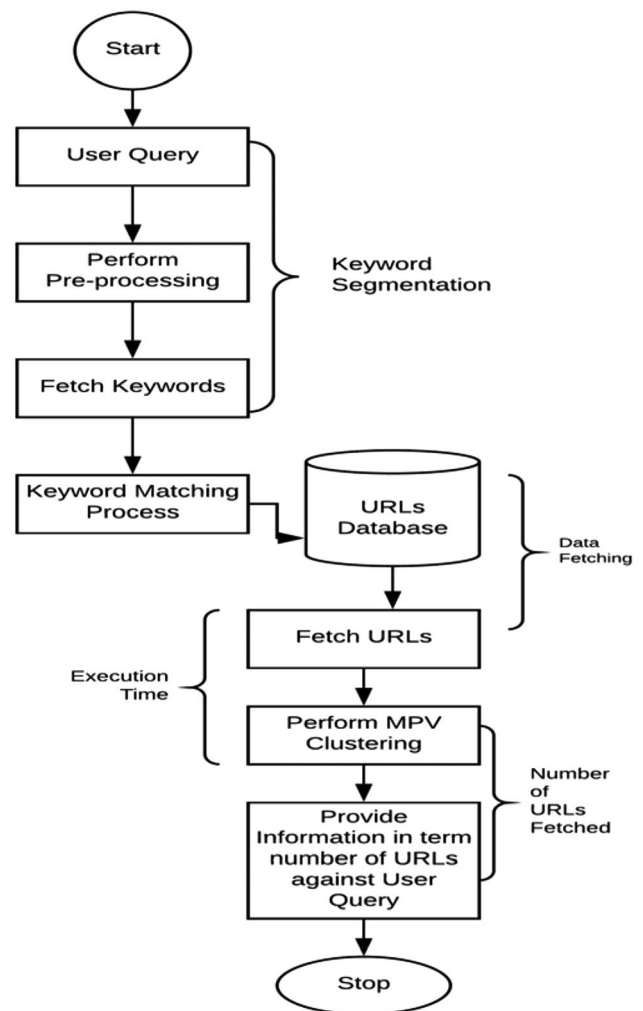 Start
User Query
Perform
Pre-processing
Keyword
Segmentation
Fetch Keywords
Keyword Matching
Process
URLs
Database
Data
Fetching
Fetch URLs
Execution
Time
Perform MPV
Clustering
Number
of
URLs
Fetched
Provide
Information in term
number of URLs
against User
Query
Stop